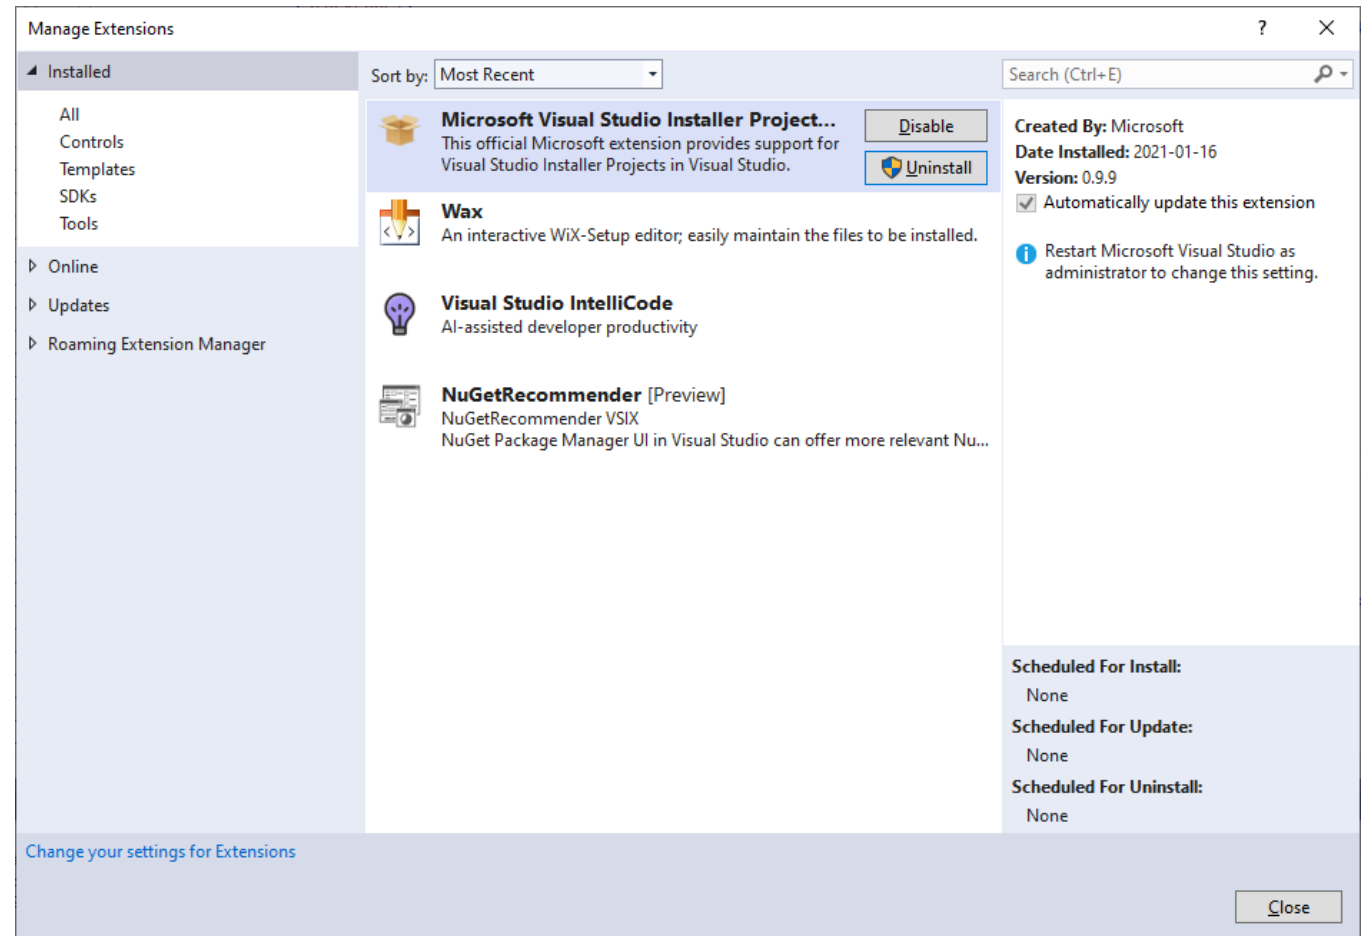 Manage Extensions
?
Installed
All
Controls
Templates
SDKs
Tools
Online
Updates
Roaming Extension Manager
Sort by: Most Recent
Microsoft Visual Studio Installer Project...
This official Microsoft extension provides support for
Visual Studio Installer Projects in Visual Studio.
Disable
Uninstall
Wax
An interactive WiX-Setup editor; easily maintain the files to be installed.
Visual Studio IntelliCode
AI-assisted developer productivity
NuGetRecommender [Preview]
NuGetRecommender VSIX
NuGet Package Manager UI in Visual Studio can offer more relevant Nu...
Search (Ctrl+E)
Created By: Microsoft
Date Installed: 2021-01-16
Version: 0.9.9
Automatically update this extension
Restart Microsoft Visual Studio as
administrator to change this setting.
Scheduled For Install:
None
Scheduled For Update:
None
Scheduled For Uninstall:
None
Change your settings for Extensions
Close